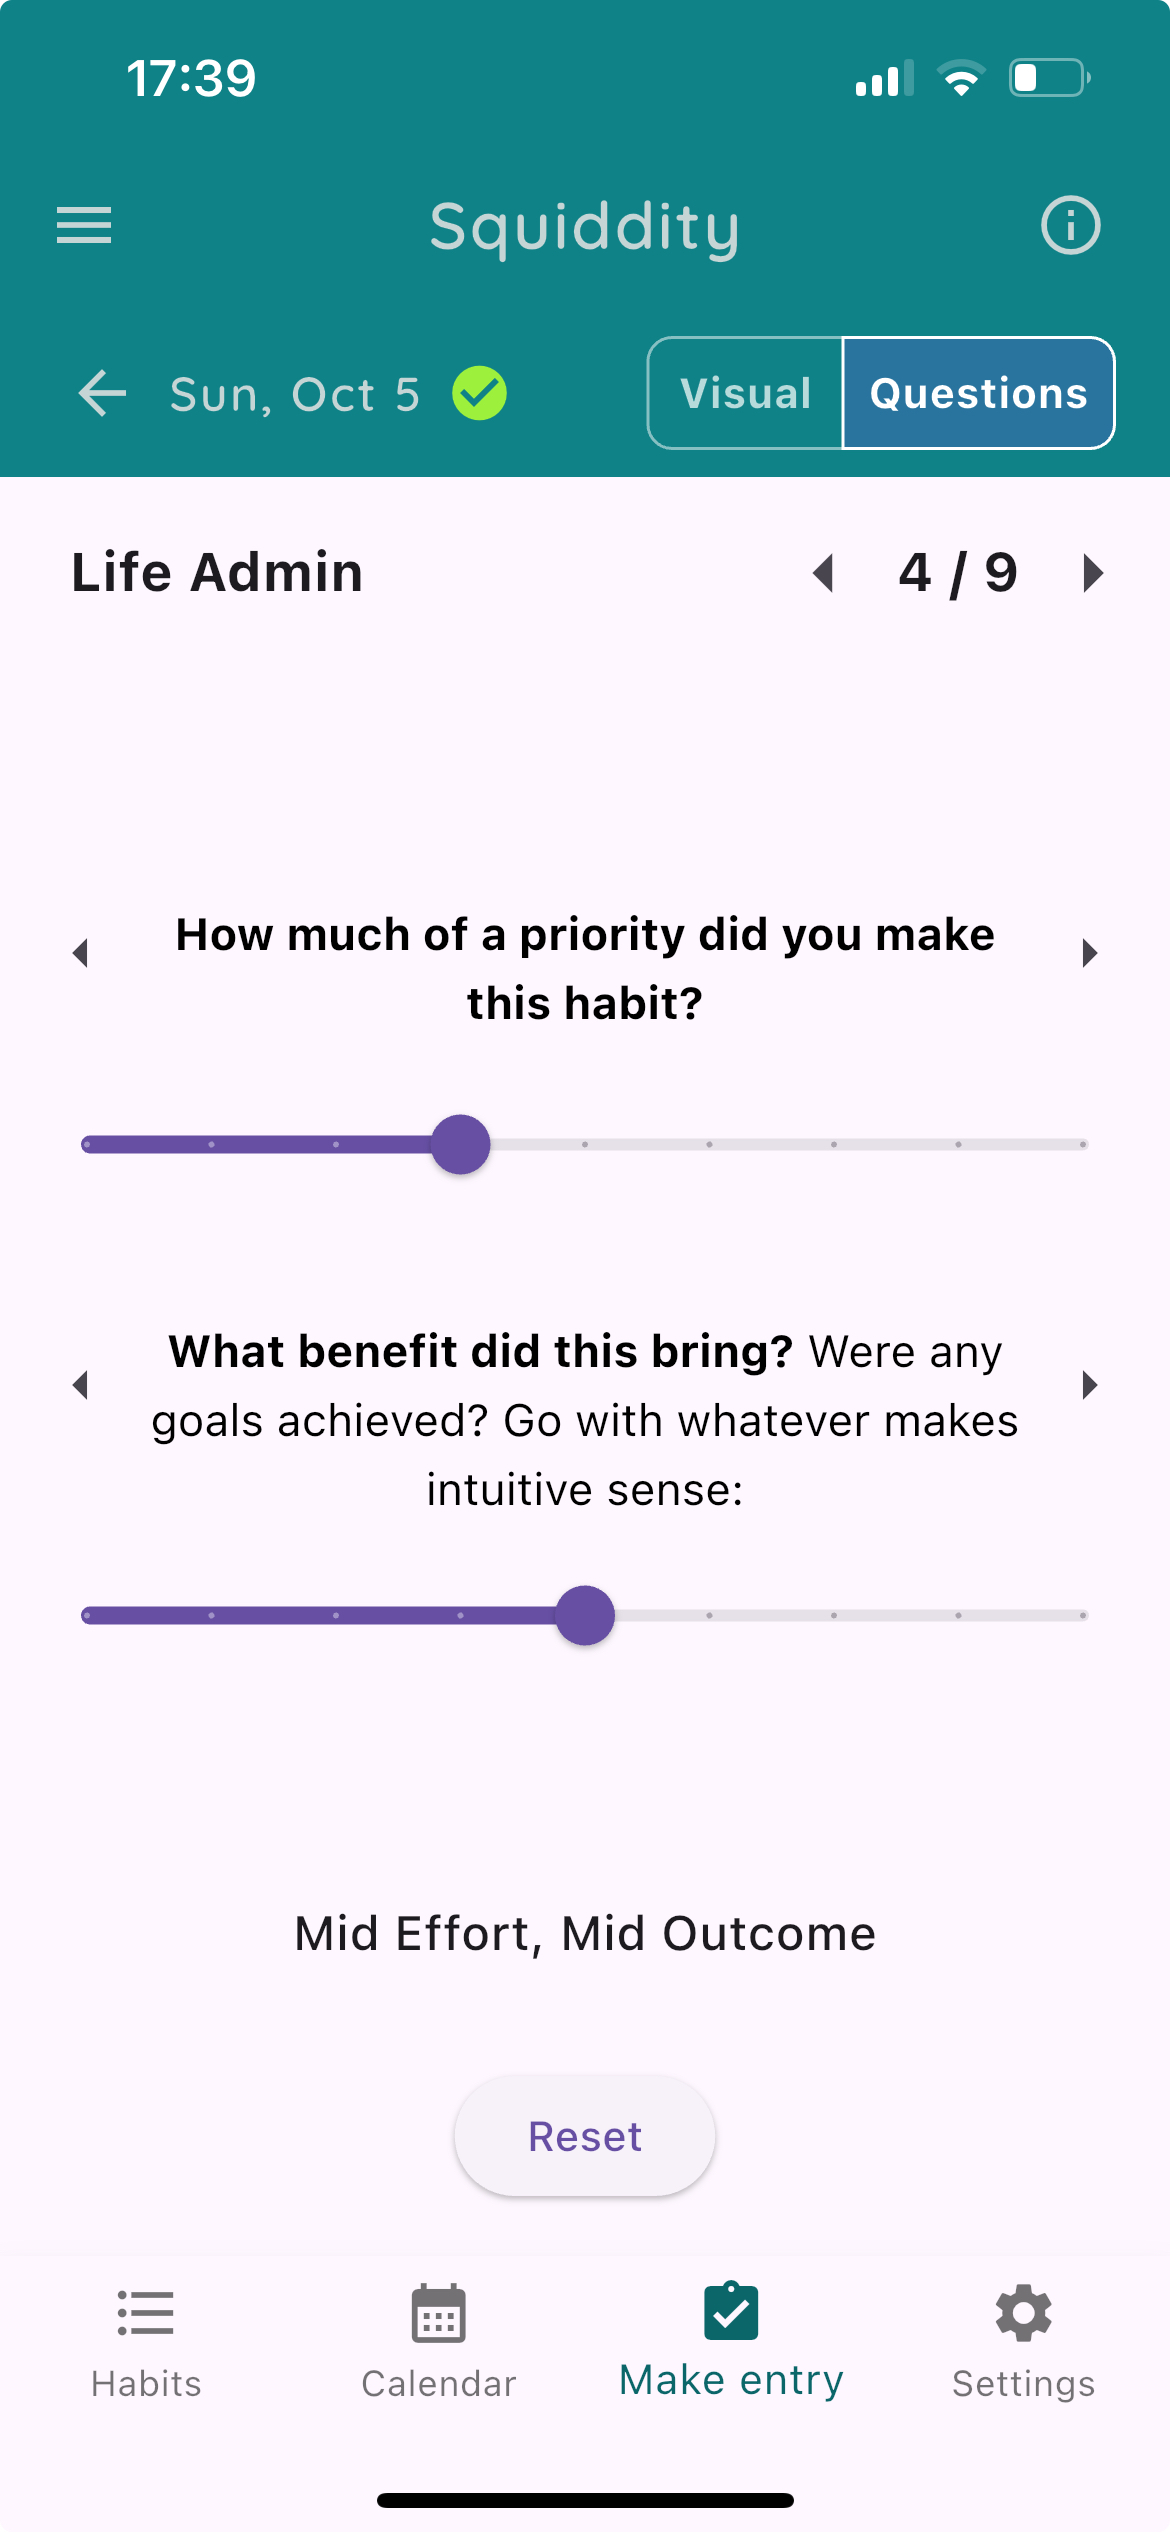 17:39
Squiddity
Sun, Oct 5
Visual
Questions
Life Admin
4 / 9
How much of a priority did you make
this habit?
What benefit did this bring? Were any
goals achieved? Go with whatever makes
intuitive sense:
Mid Effort, Mid Outcome
Reset
Habits
Calendar
Make entry
Settings